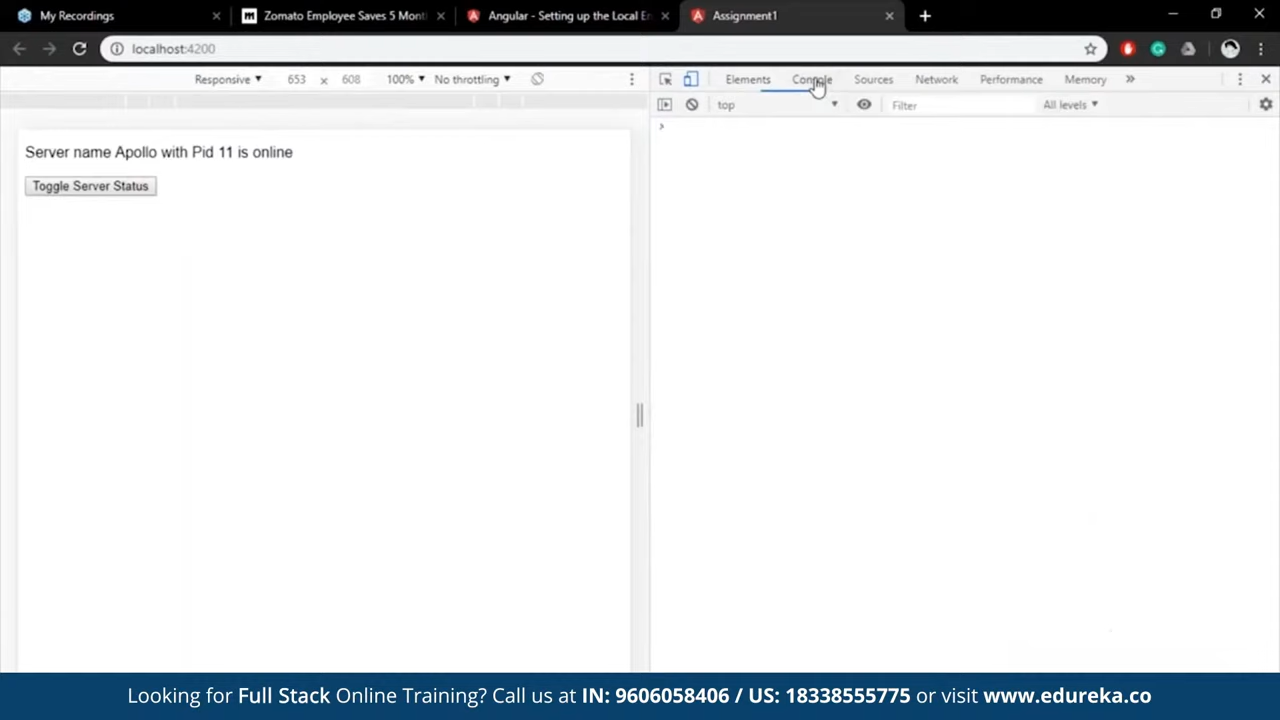 My Recordings
Zomato Employee Saves 5 Mont
Angular - Setting up the Local En
Assignment1
localhost:4200
Responsive 653 x 608 100% No throttling
Elements Console Sources Network Performance Memory
top Filter All levels
Server name Apollo with Pid 11 is online
Toggle Server Status
Looking for Full Stack Online Training? Call us at IN: 9606058406 / US: 18338555775 or visit www.edureka.co